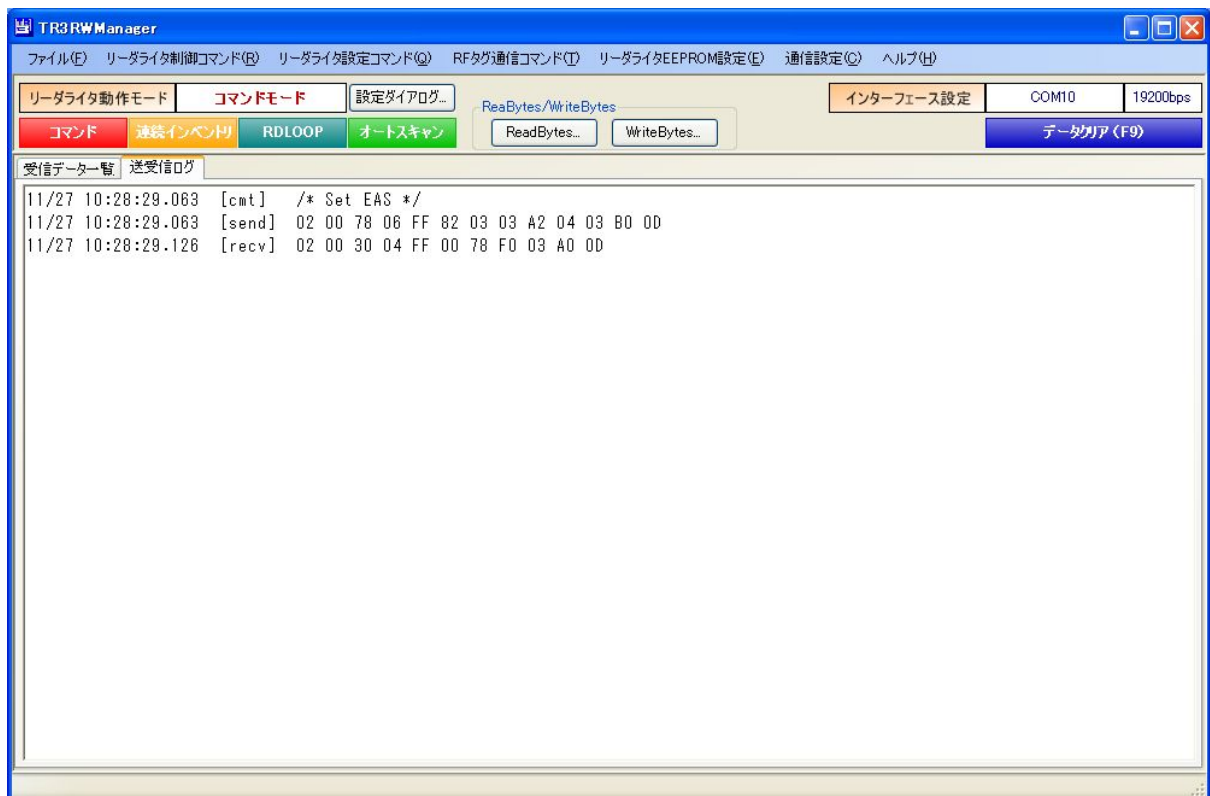 TR3RWManager
ファイル(F) リーダライタ制御コマンド(R) リーダライタ設定コマンド(Q) RFタグ通信コマンド(T) リーダライタEEPROM設定(E) 通信設定(C) ヘルプ(H)
リーダライタ動作モード コマンドモード 設定ダイアログ... ReaBytes/WriteBytes インターフェース設定 COM10 19200bps
コマンド 連続インベントリ RDLOOP オートスキャン ReadBytes... WriteBytes... データクリア(F9)
受信データ一覧 送受信ログ
11/27 10:28:29.063 [cmt] /* Set EAS */
11/27 10:28:29.063 [send] 02 00 78 06 FF 82 03 03 A2 04 03 B0 0D
11/27 10:28:29.126 [recv] 02 00 30 04 FF 00 78 F0 03 A0 0D